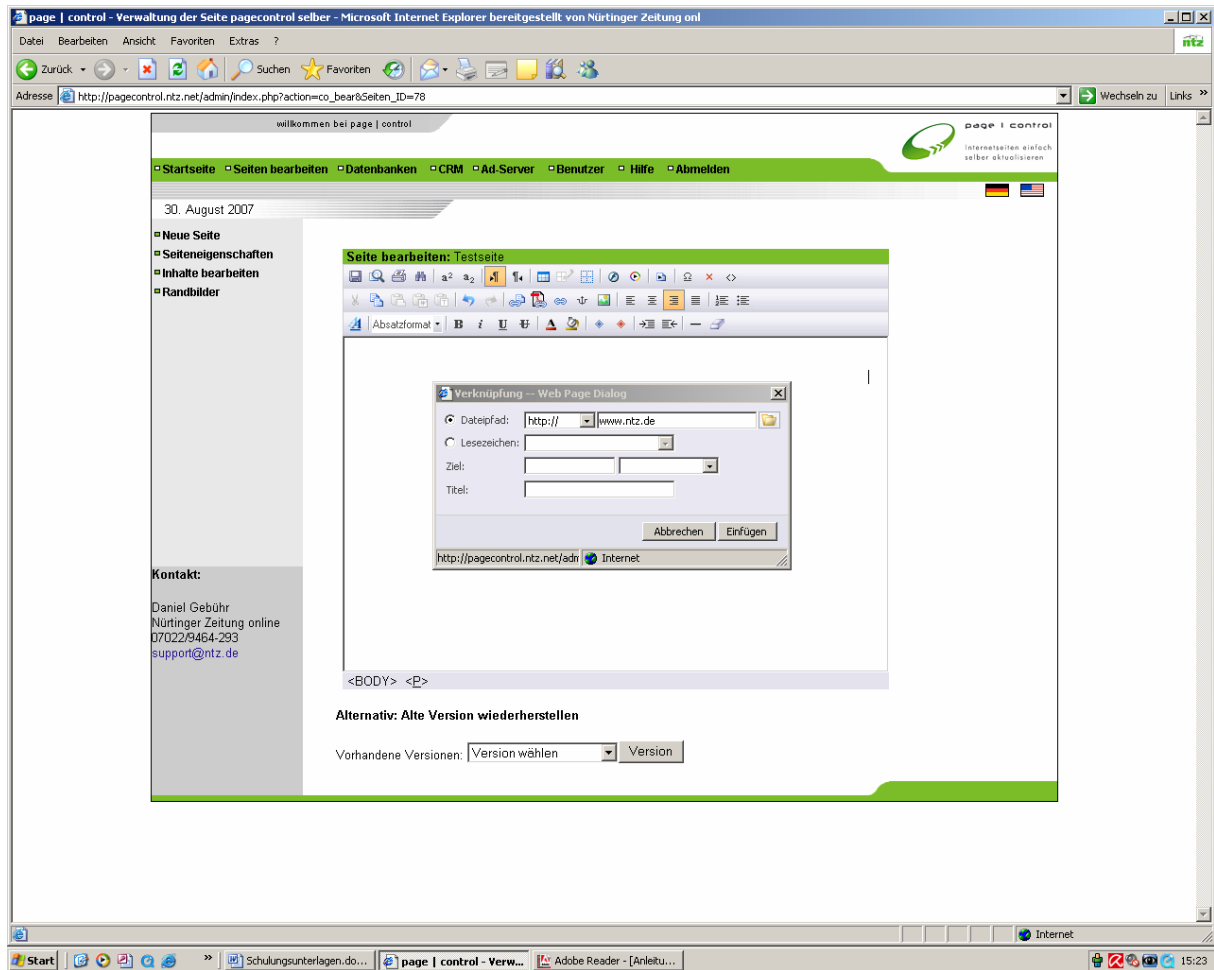 page | control - Verwaltung der Seite pagecontrol selber - Microsoft Internet Explorer bereitgestellt von Nürtinger Zeitung onl
Datei Bearbeiten Ansicht Favoriten Extras ?
ntz
Zurück Suchen Favoriten
Adresse http://pagecontrol.ntz.net/admin/index.php?action=co_bear&Seiten_ID=78 Wechseln zu Links »
willkommen bei page | control
page | control
Internetseiten einfach
selber aktualisieren
Startseite Seiten bearbeiten Datenbanken CRM Ad-Server Benutzer Hilfe Abmelden
30. August 2007
Neue Seite
Seiteneigenschaften
Inhalte bearbeiten
Randbilder
Seite bearbeiten: Testseite
Absatzformat B i U U A
Verknüpfung -- Web Page Dialog
Dateipfad: http:// www.ntz.de
Lesezeichen:
Ziel:
Titel:
Abbrechen Einfügen
http://pagecontrol.ntz.net/adm Internet
Kontakt:
Daniel Gebühr
Nürtinger Zeitung online
07022/9464-293
support@ntz.de
<BODY> <P>
Alternativ: Alte Version wiederherstellen
Vorhandene Versionen: Version wählen Version
Internet
Start » Schulungsunterlagen.do... page | control - Verw... Adobe Reader - [Anleitu... 15:23